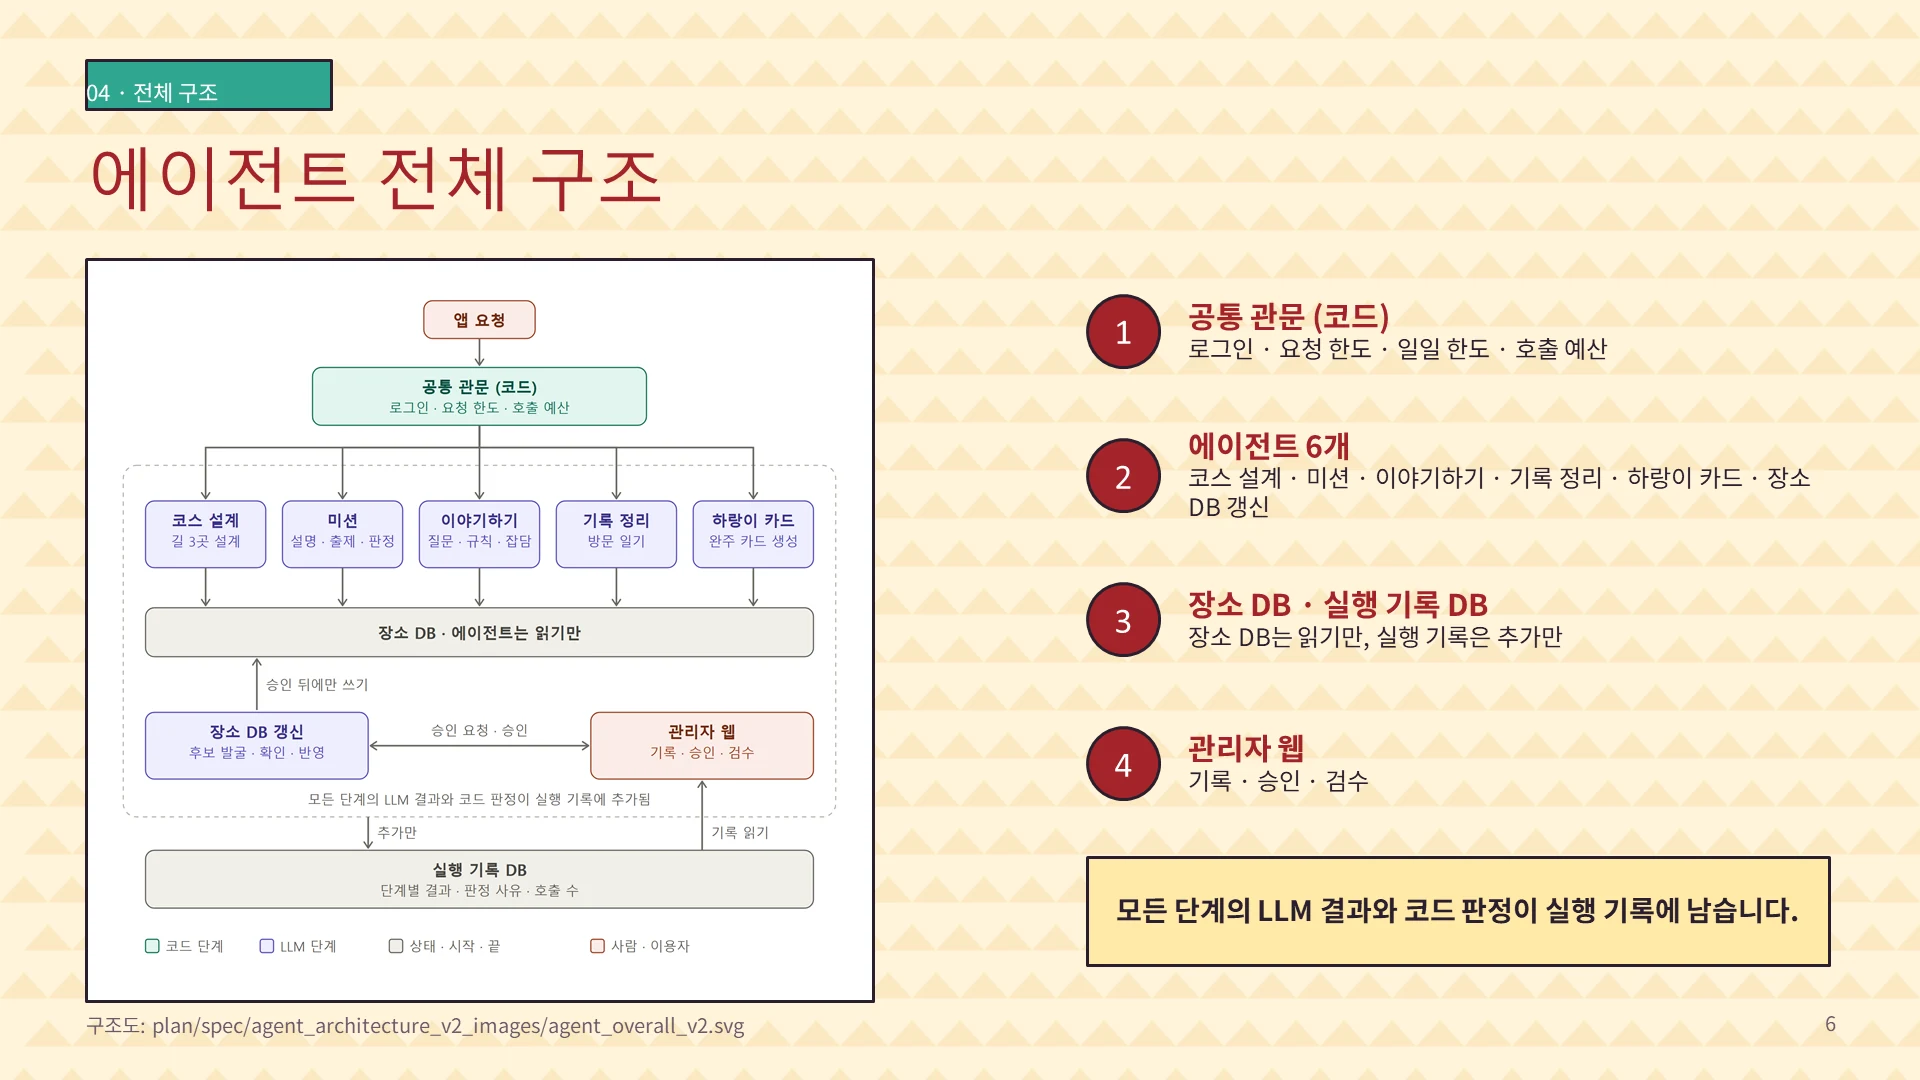 04 · 전체 구조
에이전트 전체 구조
앱 요청
공통 관문 (코드)
로그인 · 요청 한도 · 호출 예산
코스 설계
길 3곳 설계
미션
설명 · 출제 · 판정
이야기하기
질문 · 규칙 · 잡담
기록 정리
방문 일기
하랑이 카드
완주 카드 생성
장소 DB · 에이전트는 읽기만
승인 뒤에만 쓰기
장소 DB 갱신
후보 발굴 · 확인 · 반영
승인 요청 · 승인
관리자 웹
기록 · 승인 · 검수
모든 단계의 LLM 결과와 코드 판정이 실행 기록에 추가됨
추가만
기록 읽기
실행 기록 DB
단계별 결과 · 판정 사유 · 호출 수
코드 단계
LLM 단계
상태 · 시작 · 끝
사람 · 이용자
1
공통 관문 (코드)
로그인 · 요청 한도 · 일일 한도 · 호출 예산
2
에이전트 6개
코스 설계 · 미션 · 이야기하기 · 기록 정리 · 하랑이 카드 · 장소
DB 갱신
3
장소 DB · 실행 기록 DB
장소 DB는 읽기만, 실행 기록은 추가만
4
관리자 웹
기록 · 승인 · 검수
모든 단계의 LLM 결과와 코드 판정이 실행 기록에 남습니다.
구조도: plan/spec/agent_architecture_v2_images/agent_overall_v2.svg
6